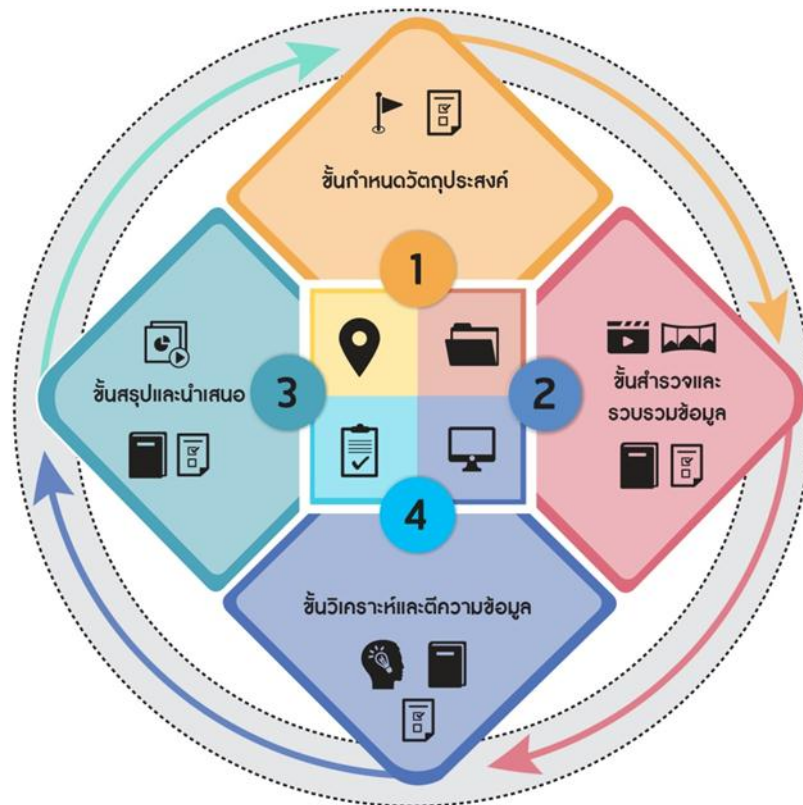 ขั้นกำหนดวัตถุประสงค์
1
ขั้นสำรวจและ
รวบรวมข้อมูล
2
ขั้นสรุปและนำเสนอ
3
4
ขั้นวิเคราะห์และตีความข้อมูล